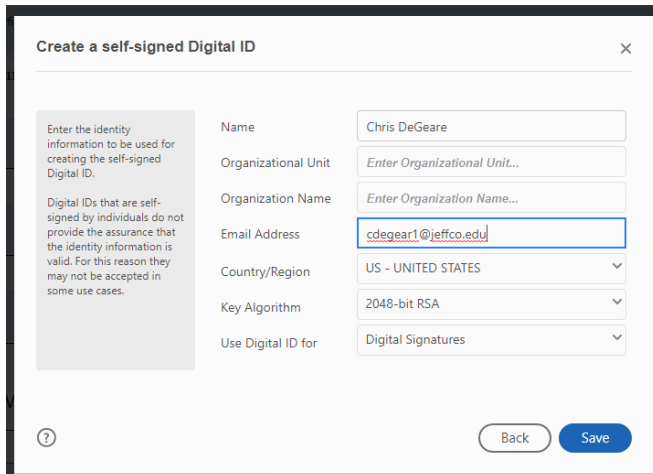 Create a self-signed Digital ID
Enter the identity
information to be used for
creating the self-signed
Digital ID.
Digital IDs that are self-
signed by individuals do not
provide the assurance that
the identity information is
valid. For this reason they
may not be accepted in
some use cases.
Name
Chris DeGeare
Organizational Unit
Enter Organizational Unit...
Organization Name
Enter Organization Name...
Email Address
cdegear1@jeffco.edu
Country/Region
US - UNITED STATES
Key Algorithm
2048-bit RSA
Use Digital ID for
Digital Signatures
?
Back
Save